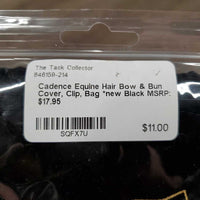 The Tack Collector
848159-214
Cadence Equine Hair Bow & Bun
Cover, Clip, Bag *new Black MSRP:
$17.95
SQFX7U
$11.00